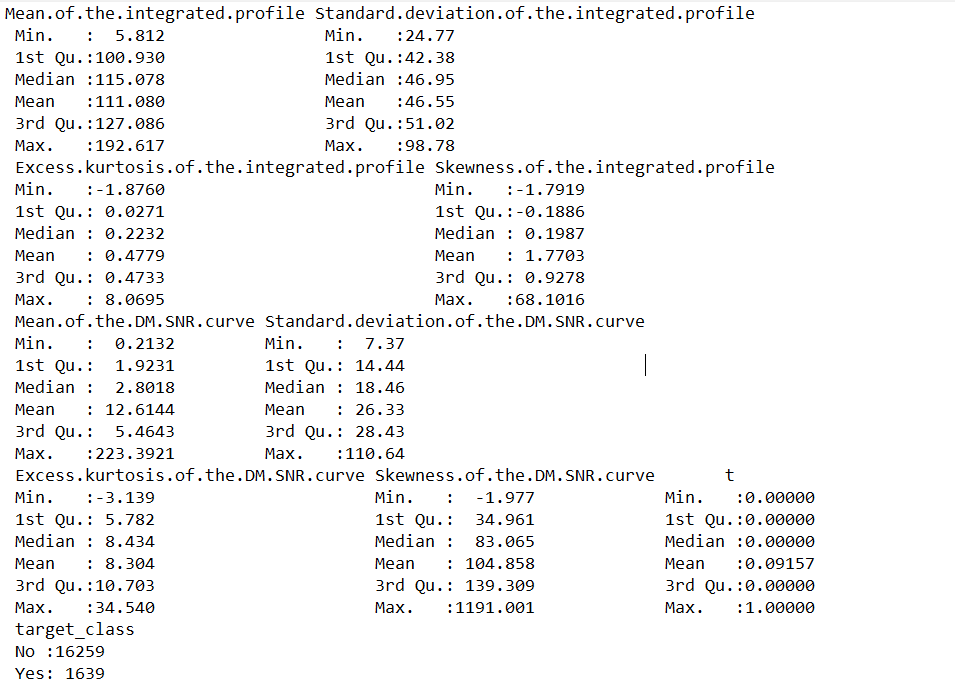 Mean.of.the.integrated.profile Standard.deviation.of.the.integrated.profile
Min.   :  5.812                Min.   :24.77
1st Qu.:100.930                1st Qu.:42.38
Median :115.078                Median :46.95
Mean   :111.080                Mean   :46.55
3rd Qu.:127.086                3rd Qu.:51.02
Max.   :192.617                Max.   :98.78
Excess.kurtosis.of.the.integrated.profile Skewness.of.the.integrated.profile
Min.   :-1.8760                           Min.   :-1.7919
1st Qu.: 0.0271                           1st Qu.:-0.1886
Median : 0.2232                           Median : 0.1987
Mean   : 0.4779                           Mean   : 1.7703
3rd Qu.: 0.4733                           3rd Qu.: 0.9278
Max.   : 8.0695                           Max.   :68.1016
Mean.of.the.DM.SNR.curve Standard.deviation.of.the.DM.SNR.curve
Min.   :  0.2132         Min.   :  7.37
1st Qu.:  1.9231         1st Qu.: 14.44
Median :  2.8018         Median : 18.46
Mean   : 12.6144         Mean   : 26.33
3rd Qu.:  5.4643         3rd Qu.: 28.43
Max.   :223.3921         Max.   :110.64
Excess.kurtosis.of.the.DM.SNR.curve Skewness.of.the.DM.SNR.curve       t
Min.   :-3.139                      Min.   :  -1.977             Min.   :0.00000
1st Qu.: 5.782                      1st Qu.:  34.961             1st Qu.:0.00000
Median : 8.434                      Median :  83.065             Median :0.00000
Mean   : 8.304                      Mean   : 104.858             Mean   :0.09157
3rd Qu.:10.703                      3rd Qu.: 139.309             3rd Qu.:0.00000
Max.   :34.540                      Max.   :1191.001             Max.   :1.00000
target_class
No :16259
Yes: 1639